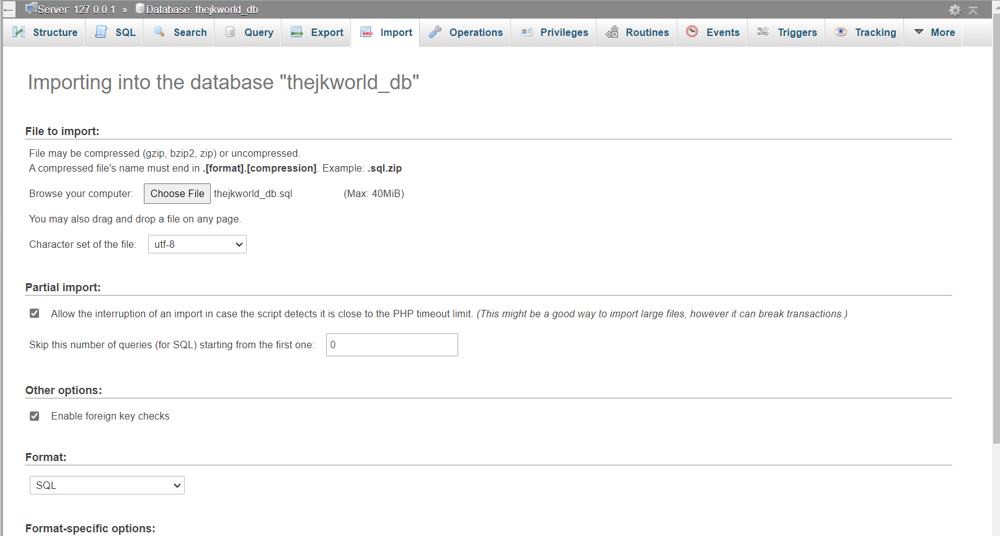 Server: 127.0.0.1 » Database: thejkworld_db
Structure SQL Search Query Export Import Operations Privileges Routines Events Triggers Tracking More
Importing into the database "thejkworld_db"
File to import:
File may be compressed (gzip, bzip2, zip) or uncompressed.
A compressed file's name must end in .[format].[compression]. Example: .sql.zip
Browse your computer: Choose File thejkworld_db.sql (Max: 40MiB)
You may also drag and drop a file on any page.
Character set of the file: utf-8
Partial import:
Allow the interruption of an import in case the script detects it is close to the PHP timeout limit. (This might be a good way to import large files, however it can break transactions.)
Skip this number of queries (for SQL) starting from the first one: 0
Other options:
Enable foreign key checks
Format:
SQL
Format-specific options: